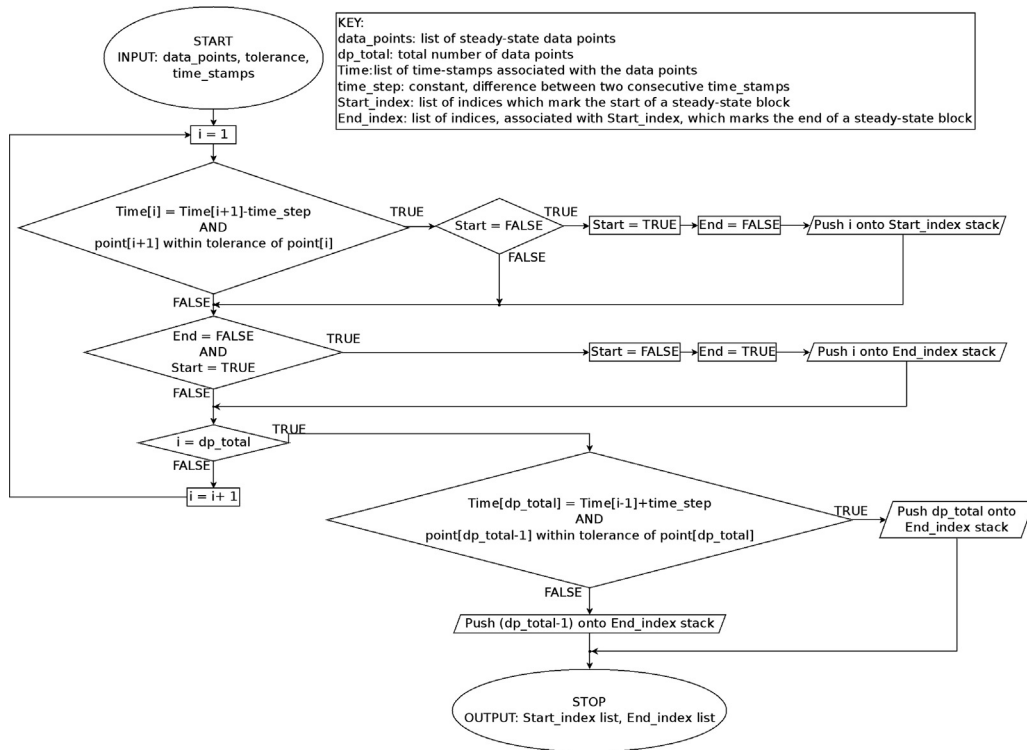 START
INPUT: data_points, tolerance,
time_stamps
KEY:
data_points: list of steady-state data points
dp_total: total number of data points
Time:list of time-stamps associated with the data points
time_step: constant, difference between two consecutive time_stamps
Start_index: list of indices which mark the start of a steady-state block
End_index: list of indices, associated with Start_index, which marks the end of a steady-state block
i = 1
Time[i] = Time[i+1]-time_step
AND
point[i+1] within tolerance of point[i]
TRUE
Start = FALSE
TRUE
Start = TRUE
End = FALSE
Push i onto Start_index stack
FALSE
FALSE
End = FALSE
AND
Start = TRUE
TRUE
Start = FALSE
End = TRUE
Push i onto End_index stack
FALSE
i = dp_total
TRUE
FALSE
i = i+ 1
Time[dp_total] = Time[i-1]+time_step
AND
point[dp_total-1] within tolerance of point[dp_total]
TRUE
Push dp_total onto
End_index stack
FALSE
Push (dp_total-1) onto End_index stack
STOP
OUTPUT: Start_index list, End_index list